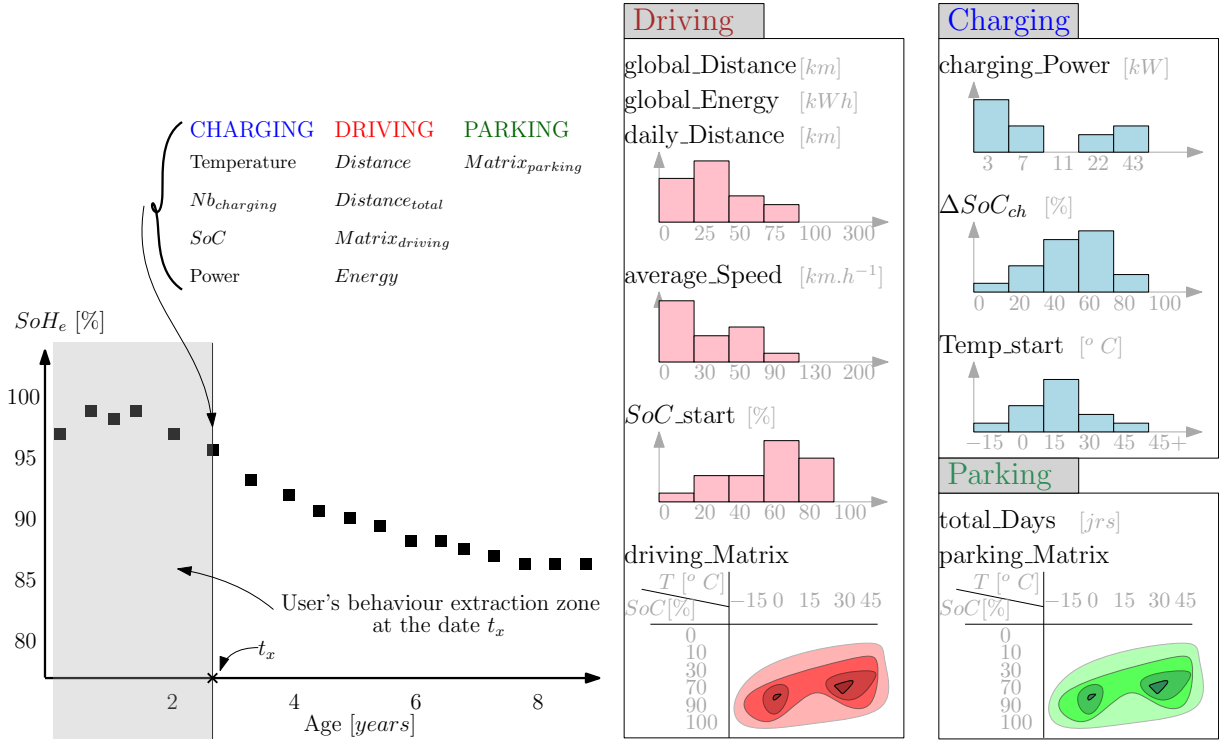 CHARGING DRIVING PARKING
Temperature Distance Matrix_parking
Nb_charging Distance_total
SoC Matrix_driving
Power Energy
SoH_e [%]
100
95
90
85
80
User's behaviour extraction zone
at the date t_x
t_x
2 4 6 8
Age [years]
Driving
global_Distance [km]
global_Energy [kWh]
daily_Distance [km]
0 25 50 75 100 300
average_Speed [km.h⁻¹]
0 30 50 90 130 200
SoC_start [%]
0 20 40 60 80 100
driving_Matrix
T [° C]
SoC[%]
−15 0 15 30 45
0
10
30
70
90
100
Charging
charging_Power [kW]
3 7 11 22 43
ΔSoC_ch [%]
0 20 40 60 80 100
Temp_start [° C]
−15 0 15 30 45 45+
Parking
total_Days [jrs]
parking_Matrix
T [° C]
SoC[%]
−15 0 15 30 45
0
10
30
70
90
100